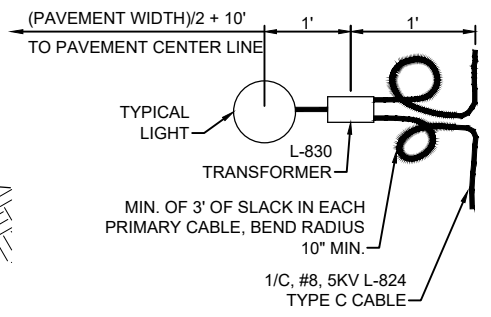 (PAVEMENT WIDTH)/2 + 10'
1'
1'
TO PAVEMENT CENTER LINE
TYPICAL
LIGHT
L-830
TRANSFORMER
MIN. OF 3' OF SLACK IN EACH
PRIMARY CABLE, BEND RADIUS
10" MIN.
1/C, #8, 5KV L-824
TYPE C CABLE